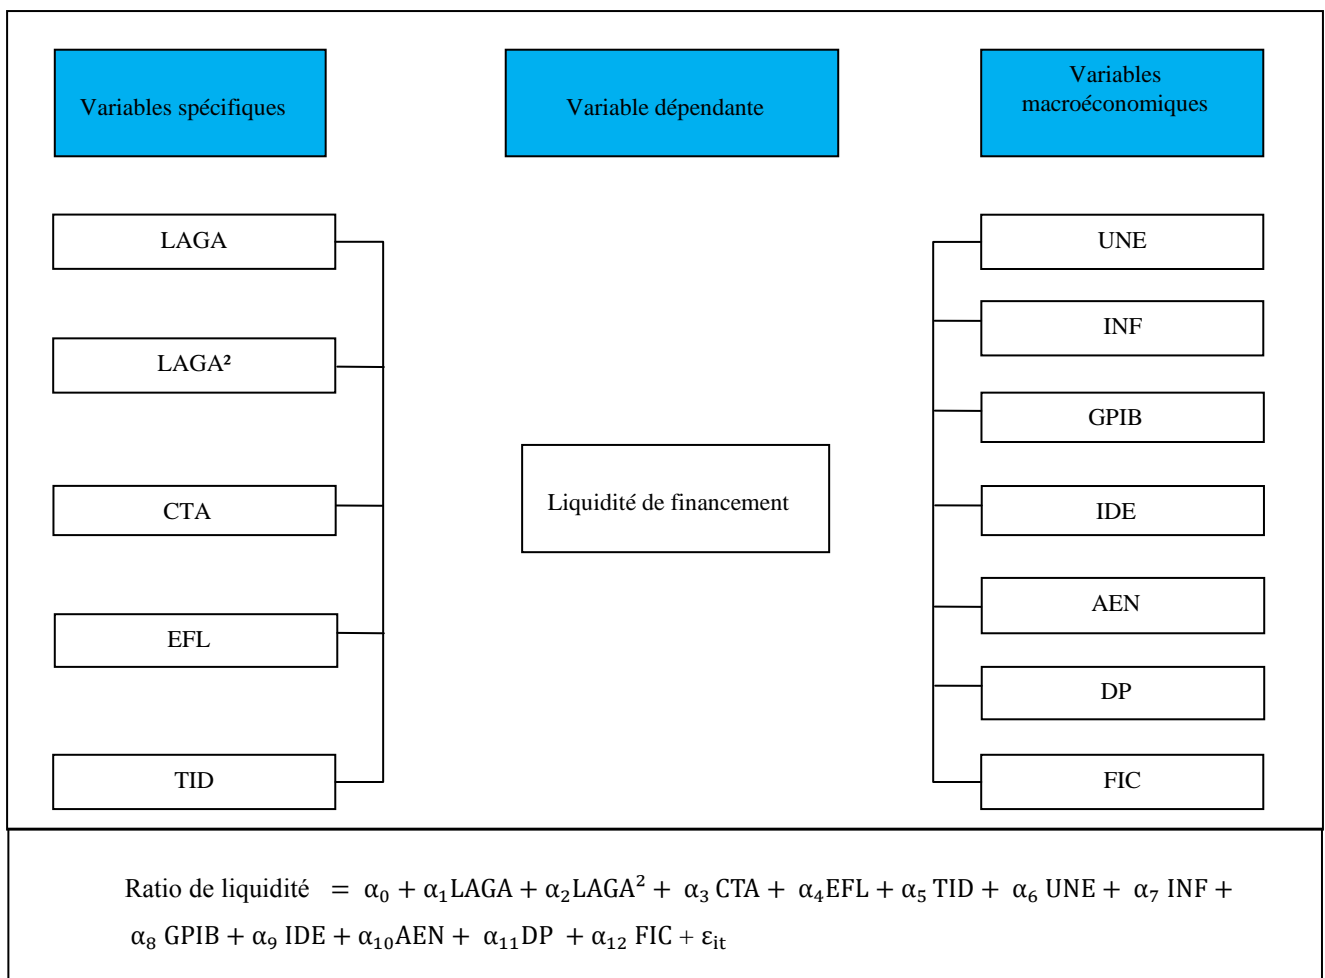 Variables spécifiques
Variable dépendante
Variables
macroéconomiques
LAGA
LAGA²
CTA
EFL
TID
Liquidité de financement
UNE
INF
GPIB
IDE
AEN
DP
FIC
Ratio de liquidité = α₀ + α₁LAGA + α₂LAGA² + α₃ CTA + α₄EFL + α₅ TID + α₆ UNE + α₇ INF +
α₈ GPIB + α₉ IDE + α₁₀AEN + α₁₁DP + α₁₂ FIC + εᵢₜ